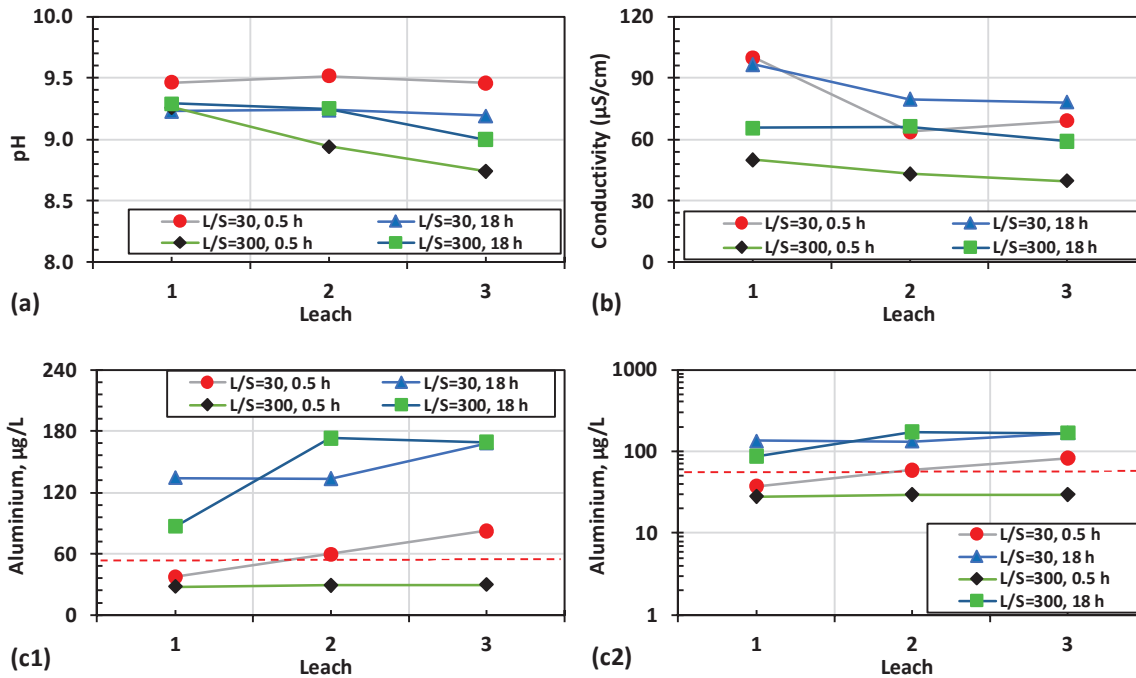 10.0
9.5
9.0
8.5
8.0
pH
L/S=30, 0.5 h
L/S=30, 18 h
L/S=300, 0.5 h
L/S=300, 18 h
1 2 3
Leach
(a)
120
90
60
30
0
Conductivity (µS/cm)
L/S=30, 0.5 h
L/S=30, 18 h
L/S=300, 0.5 h
L/S=300, 18 h
1 2 3
Leach
(b)
240
180
120
60
0
Aluminium, µg/L
L/S=30, 0.5 h
L/S=30, 18 h
L/S=300, 0.5 h
L/S=300, 18 h
1 2 3
Leach
(c1)
1000
100
10
1
Aluminium, µg/L
L/S=30, 0.5 h
L/S=30, 18 h
L/S=300, 0.5 h
L/S=300, 18 h
1 2 3
Leach
(c2)